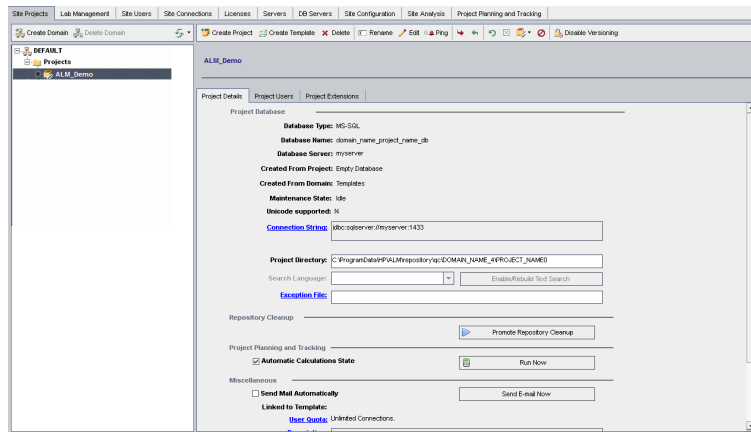 Site Projects Lab Management Site Users Site Connections Licenses Servers DB Servers Site Configuration Site Analysis Project Planning and Tracking
Create Domain Delete Domain Create Project Create Template Delete Rename Edit Ping Disable Versioning
DEFAULT
Projects
ALM_Demo
ALM_Demo
Project Details Project Users Project Extensions
Project Database
Database Type: MS-SQL
Database Name: domain_name_project_name_db
Database Server: myserver
Created From Project: Empty Database
Created From Domain: Templates
Maintenance State: Idle
Unicode supported: N
Connection String: jdbc:sqlserver://myserver:1433
Project Directory: C:\ProgramData\HP\ALM\repository\qc\DOMAIN_NAME_4\PROJECT_NAME0
Search Language: Enable/Rebuild Text Search
Exception File:
Repository Cleanup
Promote Repository Cleanup
Project Planning and Tracking
Automatic Calculations State Run Now
Miscellaneous
Send Mail Automatically Send E-mail Now
Linked to Template:
User Quota: Unlimited Connections.